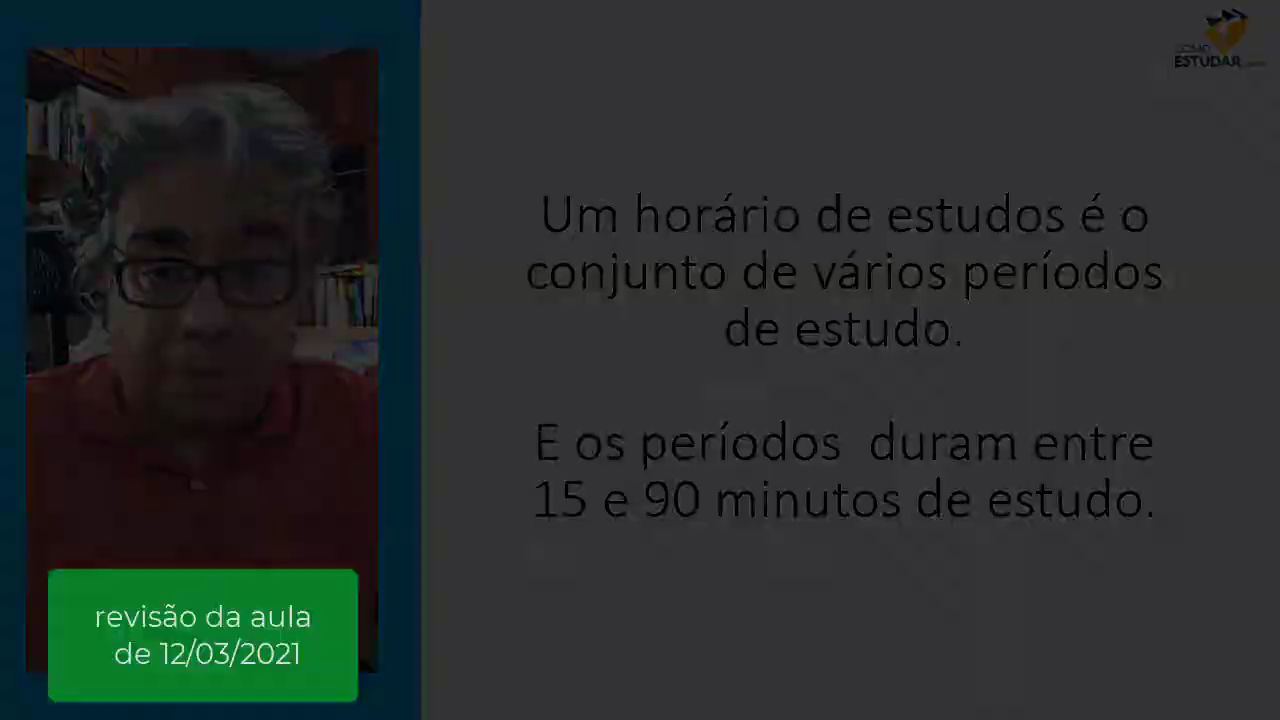 COMO
ESTUDAR
Um horário de estudos é o
conjunto de vários períodos
de estudo.
E os períodos duram entre
15 e 90 minutos de estudo.
revisão da aula
de 12/03/2021